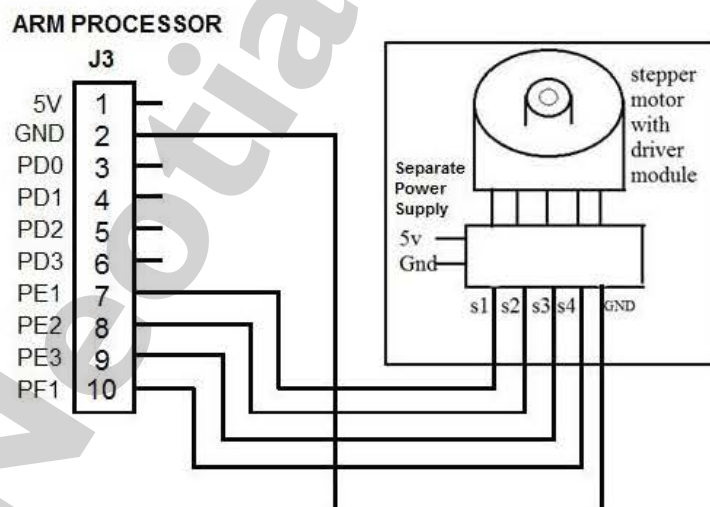 ARM PROCESSOR
J3
5V 1
GND 2
PD0 3
PD1 4
PD2 5
PD3 6
PE1 7
PE2 8
PE3 9
PF1 10
stepper
motor
with
driver
module
Separate
Power
Supply
5v
Gnd
s1 s2 s3 s4 GND
Neotia